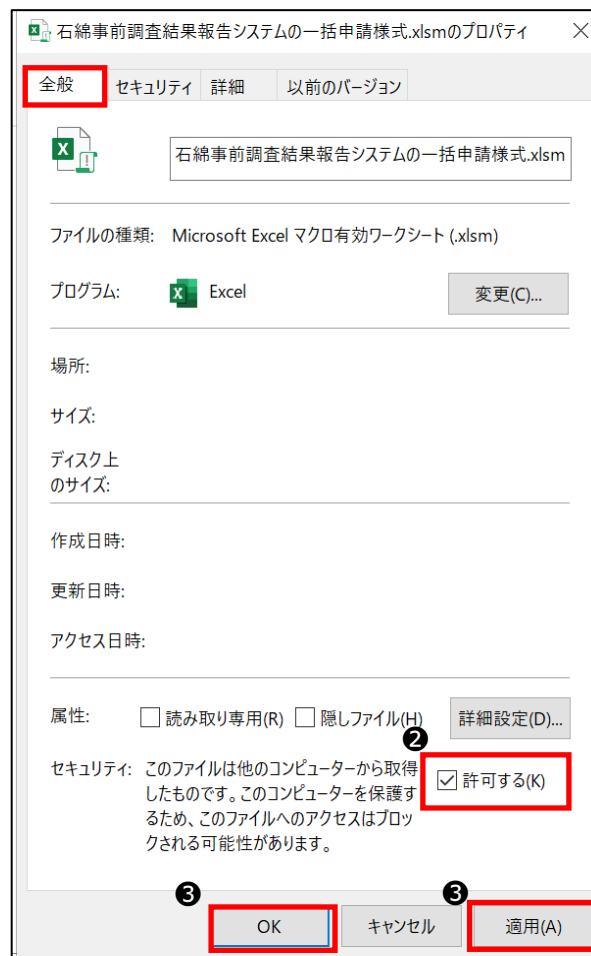 石綿事前調査結果報告システムの一括申請様式.xlsmのプロパティ
全般 セキュリティ 詳細 以前のバージョン
石綿事前調査結果報告システムの一括申請様式.xlsm
ファイルの種類: Microsoft Excel マクロ有効ワークシート (.xlsm)
プログラム: Excel 変更(C)...
場所:
サイズ:
ディスク上
のサイズ:
作成日時:
更新日時:
アクセス日時:
属性: 読み取り専用(R) 隠しファイル(H) 詳細設定(D)...
❷
セキュリティ: このファイルは他のコンピューターから取得 許可する(K)
したものです。このコンピューターを保護す
るため、このファイルへのアクセスはブロッ
クされる可能性があります。
❸ ❸
OK キャンセル 適用(A)